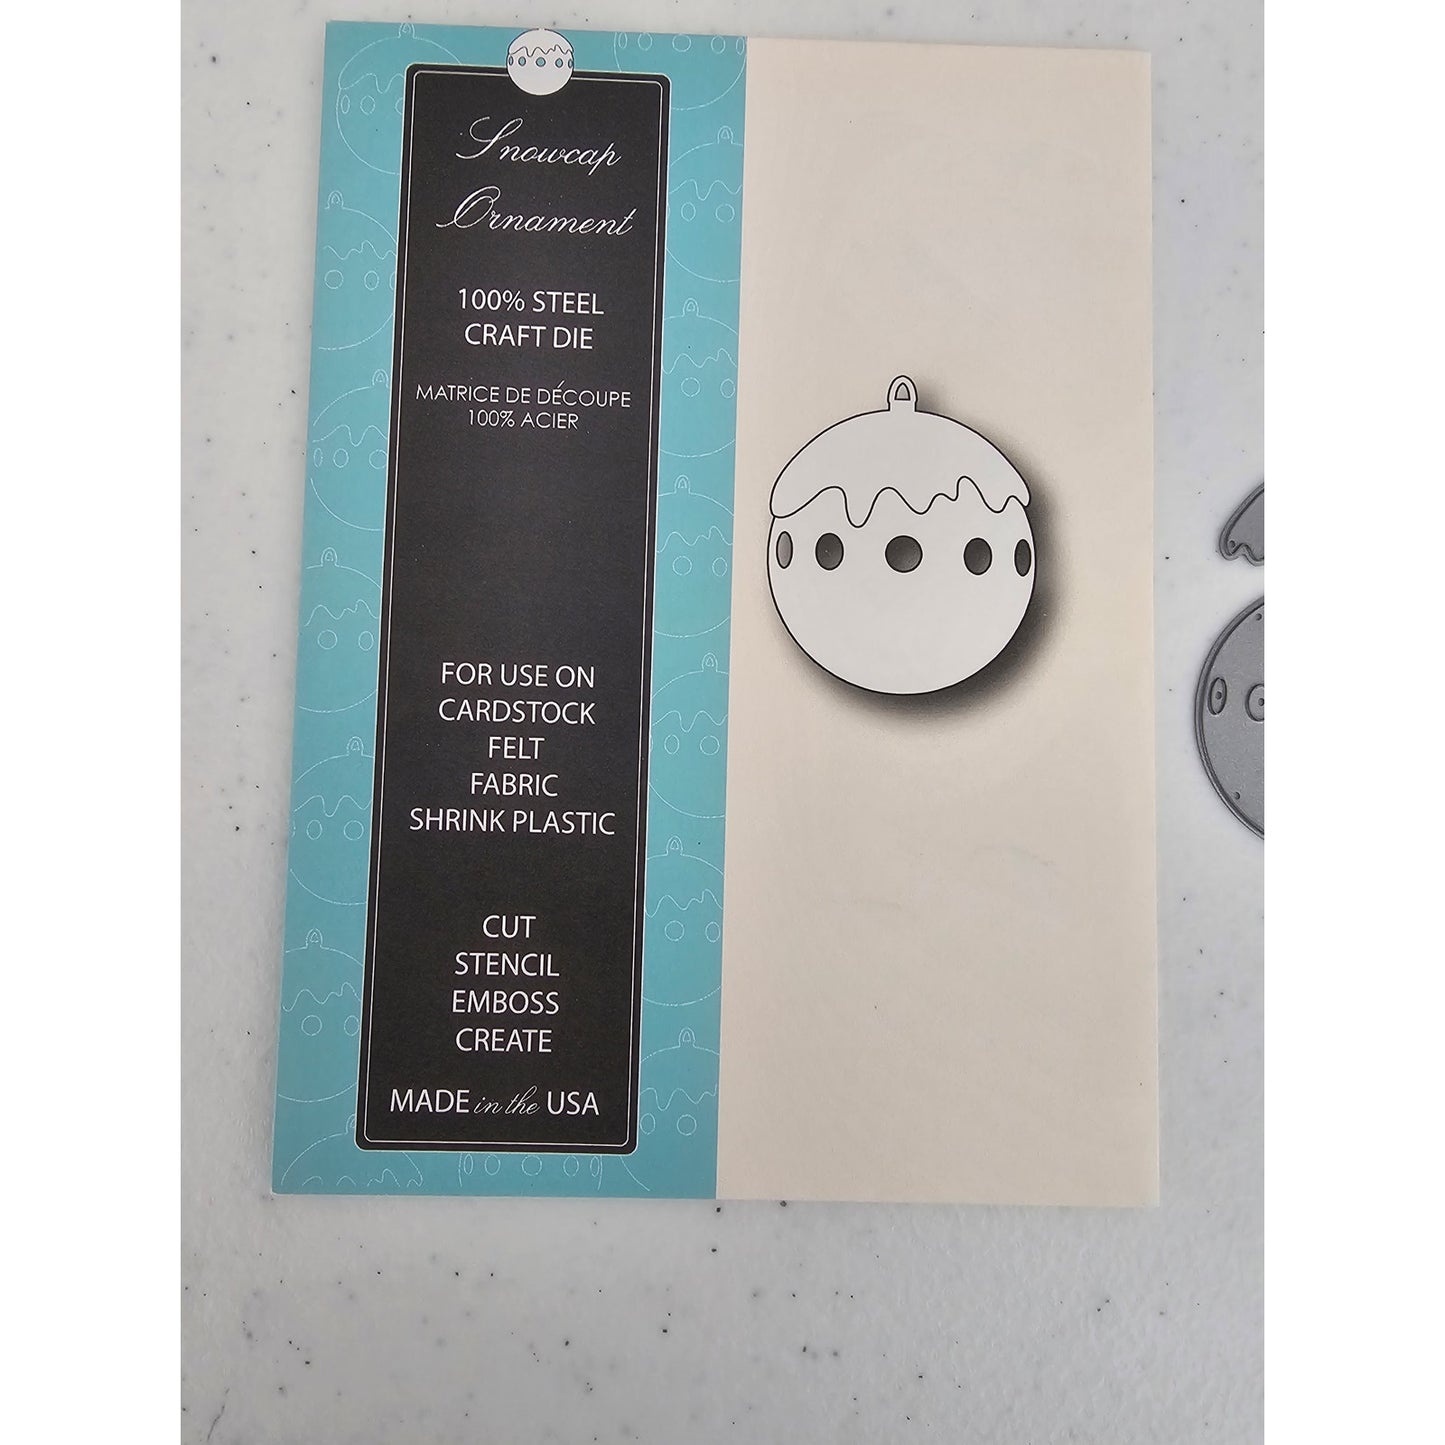 Snowcap
Ornament
100% STEEL
CRAFT DIE
MATRICE DE DÉCOUPE
100% ACIER
FOR USE ON
CARDSTOCK
FELT
FABRIC
SHRINK PLASTIC
CUT
STENCIL
EMBOSS
CREATE
MADE in the USA